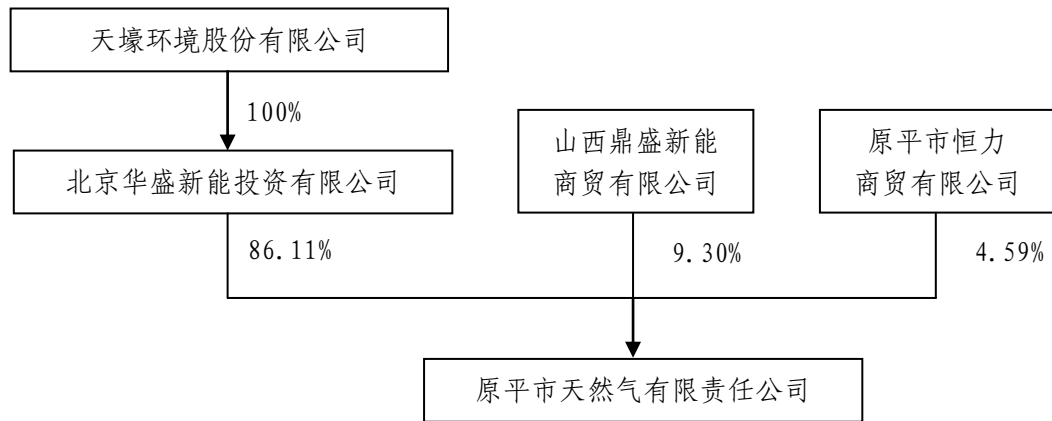 天壕环境股份有限公司
100%
北京华盛新能投资有限公司
山西鼎盛新能
商贸有限公司
原平市恒力
商贸有限公司
86.11%
9.30%
4.59%
原平市天然气有限责任公司